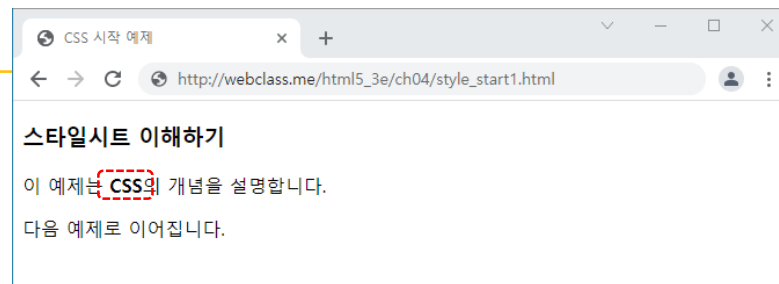 CSS 시작 예제
http://webclass.me/html5_3e/ch04/style_start1.html
스타일시트 이해하기
이 예제는 CSS의 개념을 설명합니다.
다음 예제로 이어집니다.